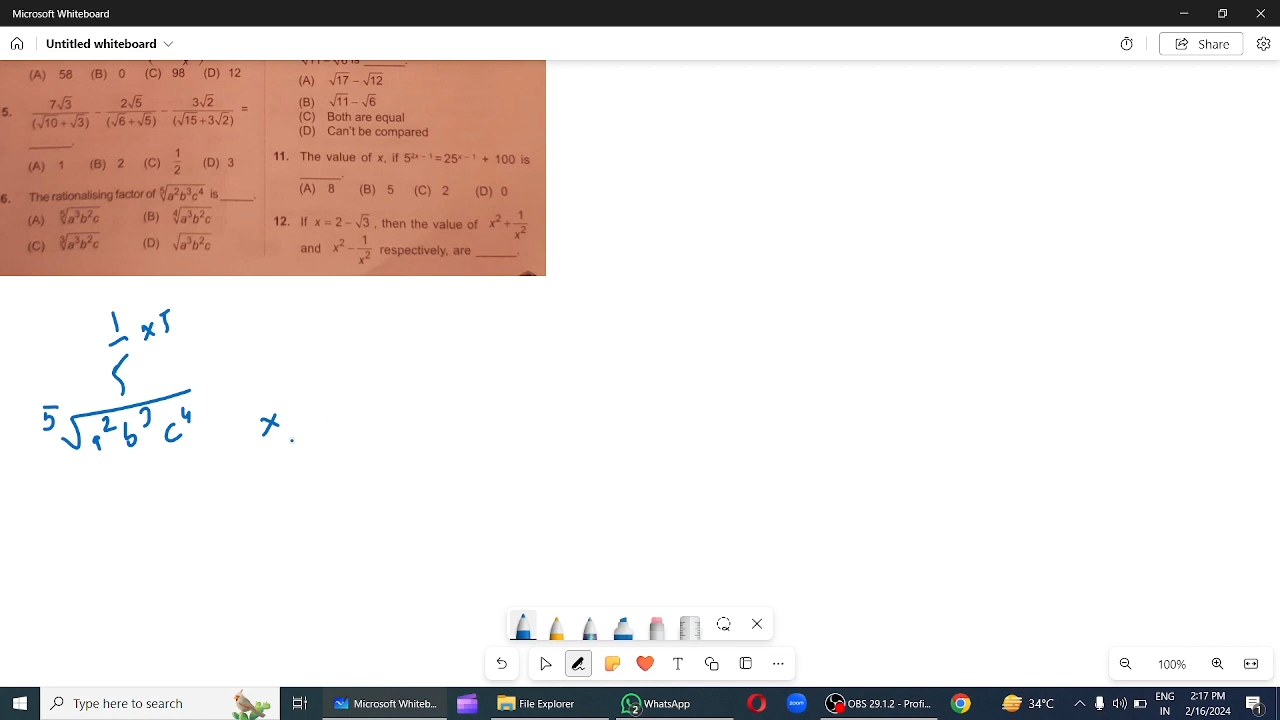 Microsoft Whiteboard
Untitled whiteboard
Share
(A) 58 (B) 0 (C) 98 (D) 12
5. 7√3/(√10+√3) - 2√5/(√6+√5) - 3√2/(√15+3√2) =
_____.
(A) 1 (B) 2 (C) 1/2 (D) 3
6. The rationalising factor of ⁵√a²b³c⁴ is _____.
(A) ⁵√a³b²c (B) ⁴√a³b²c
(C) ³√a³b²c (D) √a³b²c
(A) √17 - √12
(B) √11 - √6
(C) Both are equal
(D) Can't be compared
11. The value of x, if 5²ˣ⁻¹ = 25ˣ⁻¹ + 100 is
_____.
(A) 8 (B) 5 (C) 2 (D) 0
12. If x = 2 - √3, then the value of x² + 1/x²
and x² - 1/x² respectively, are _____.
1/5 x 5
⁵√a²b³c⁴ x
100%
Type here to search
Microsoft Whiteb...
File Explorer
2
WhatsApp
zoom
OBS 29.1.2 - Profi...
34°C
ENG
IN
2:17 PM
2/16/2024
1